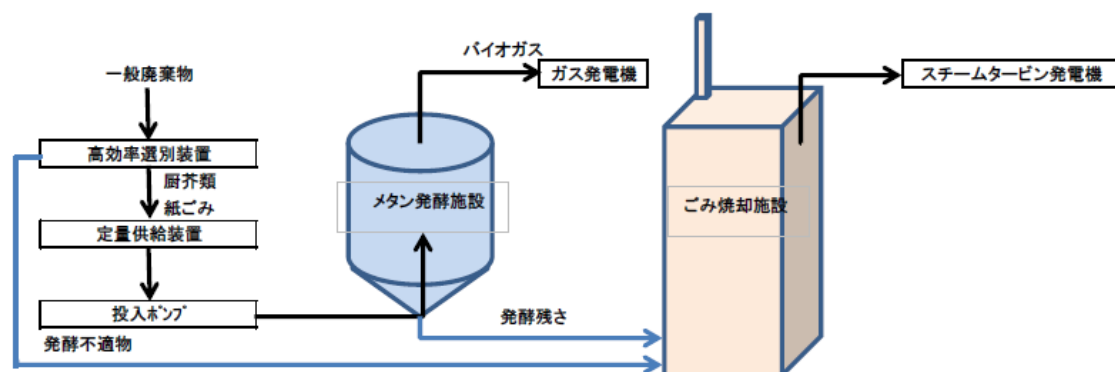 バイオガス
ガス発電機
スチームタービン発電機
一般廃棄物
高効率選別装置
厨芥類
紙ごみ
定量供給装置
投入ﾎﾟﾝﾌﾟ
発酵不適物
メタン発酵施設
発酵残さ
ごみ焼却施設